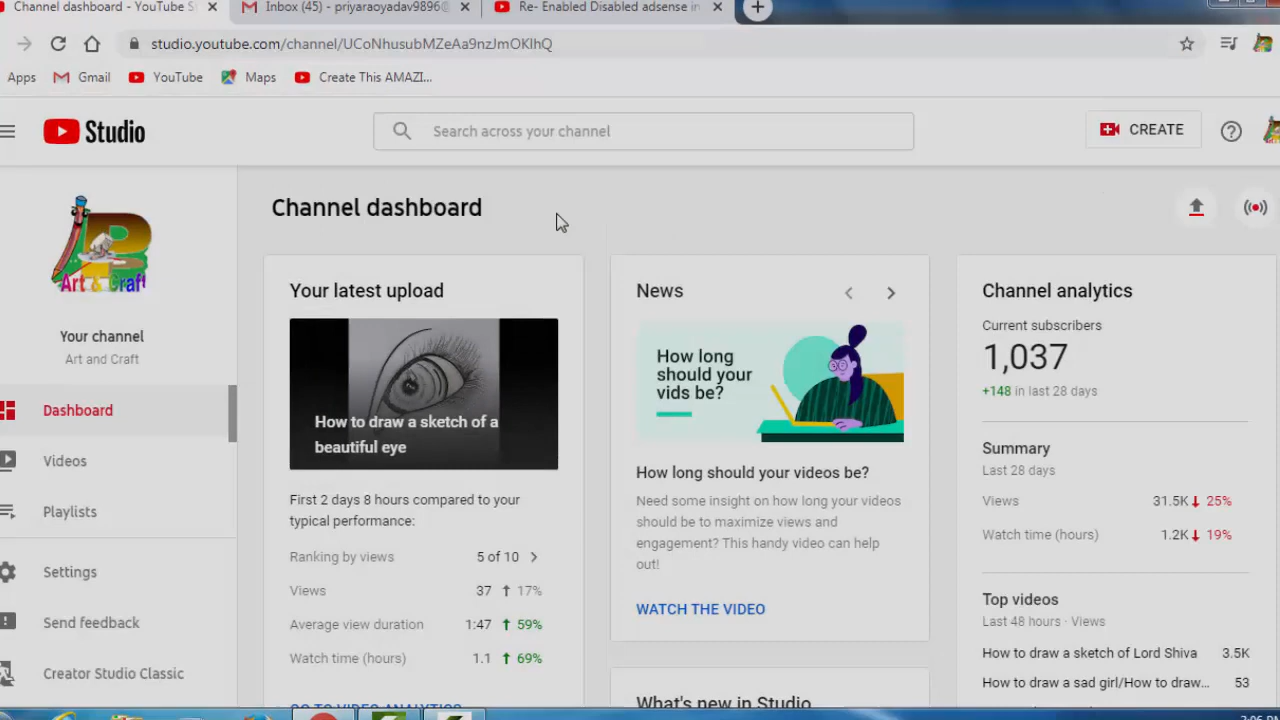 Channel dashboard - YouTube S
Inbox (45) - priyaraoyadav9896@
Re- Enabled Disabled adsense in
studio.youtube.com/channel/UCoNhusubMZeAa9nzJmOKlhQ
Apps
Gmail
YouTube
Maps
Create This AMAZI...
Studio
Search across your channel
CREATE
Channel dashboard
Art & Craft
Your channel
Art and Craft
Dashboard
Videos
Playlists
Settings
Send feedback
Creator Studio Classic
Your latest upload
How to draw a sketch of a
beautiful eye
First 2 days 8 hours compared to your
typical performance:
Ranking by views 5 of 10
Views 37 17%
Average view duration 1:47 59%
Watch time (hours) 1.1 69%
GO TO VIDEO ANALYTICS
News
How long
should your
vids be?
How long should your videos be?
Need some insight on how long your videos
should be to maximize views and
engagement? This handy video can help
out!
WATCH THE VIDEO
What's new in Studio
Channel analytics
Current subscribers
1,037
+148 in last 28 days
Summary
Last 28 days
Views 31.5K 25%
Watch time (hours) 1.2K 19%
Top videos
Last 48 hours · Views
How to draw a sketch of Lord Shiva 3.5K
How to draw a sad girl/How to draw... 53